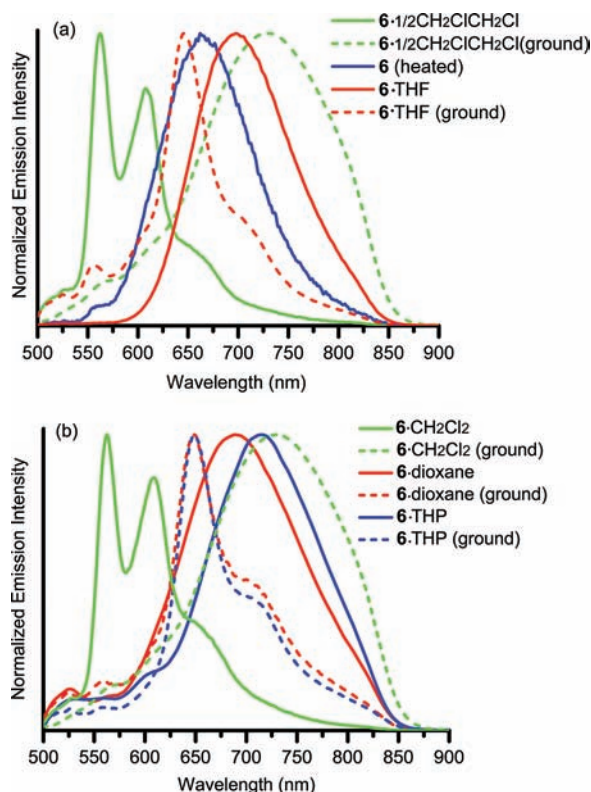 (a)
6·1/2CH2ClCH2Cl
6·1/2CH2ClCH2Cl(ground)
6 (heated)
6·THF
6·THF (ground)
Normalized Emission Intensity
500 550 600 650 700 750 800 850 900
Wavelength (nm)
(b)
6·CH2Cl2
6·CH2Cl2 (ground)
6·dioxane
6·dioxane (ground)
6·THP
6·THP (ground)
Normalized Emission Intensity
500 550 600 650 700 750 800 850 900
Wavelength (nm)